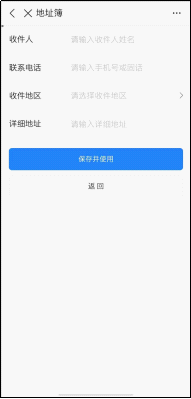 地址簿
收件人 请输入收件人姓名
联系电话 请输入手机号或固话
收件地区 请选择收件地区
详细地址 请输入详细地址
保存并使用
返回